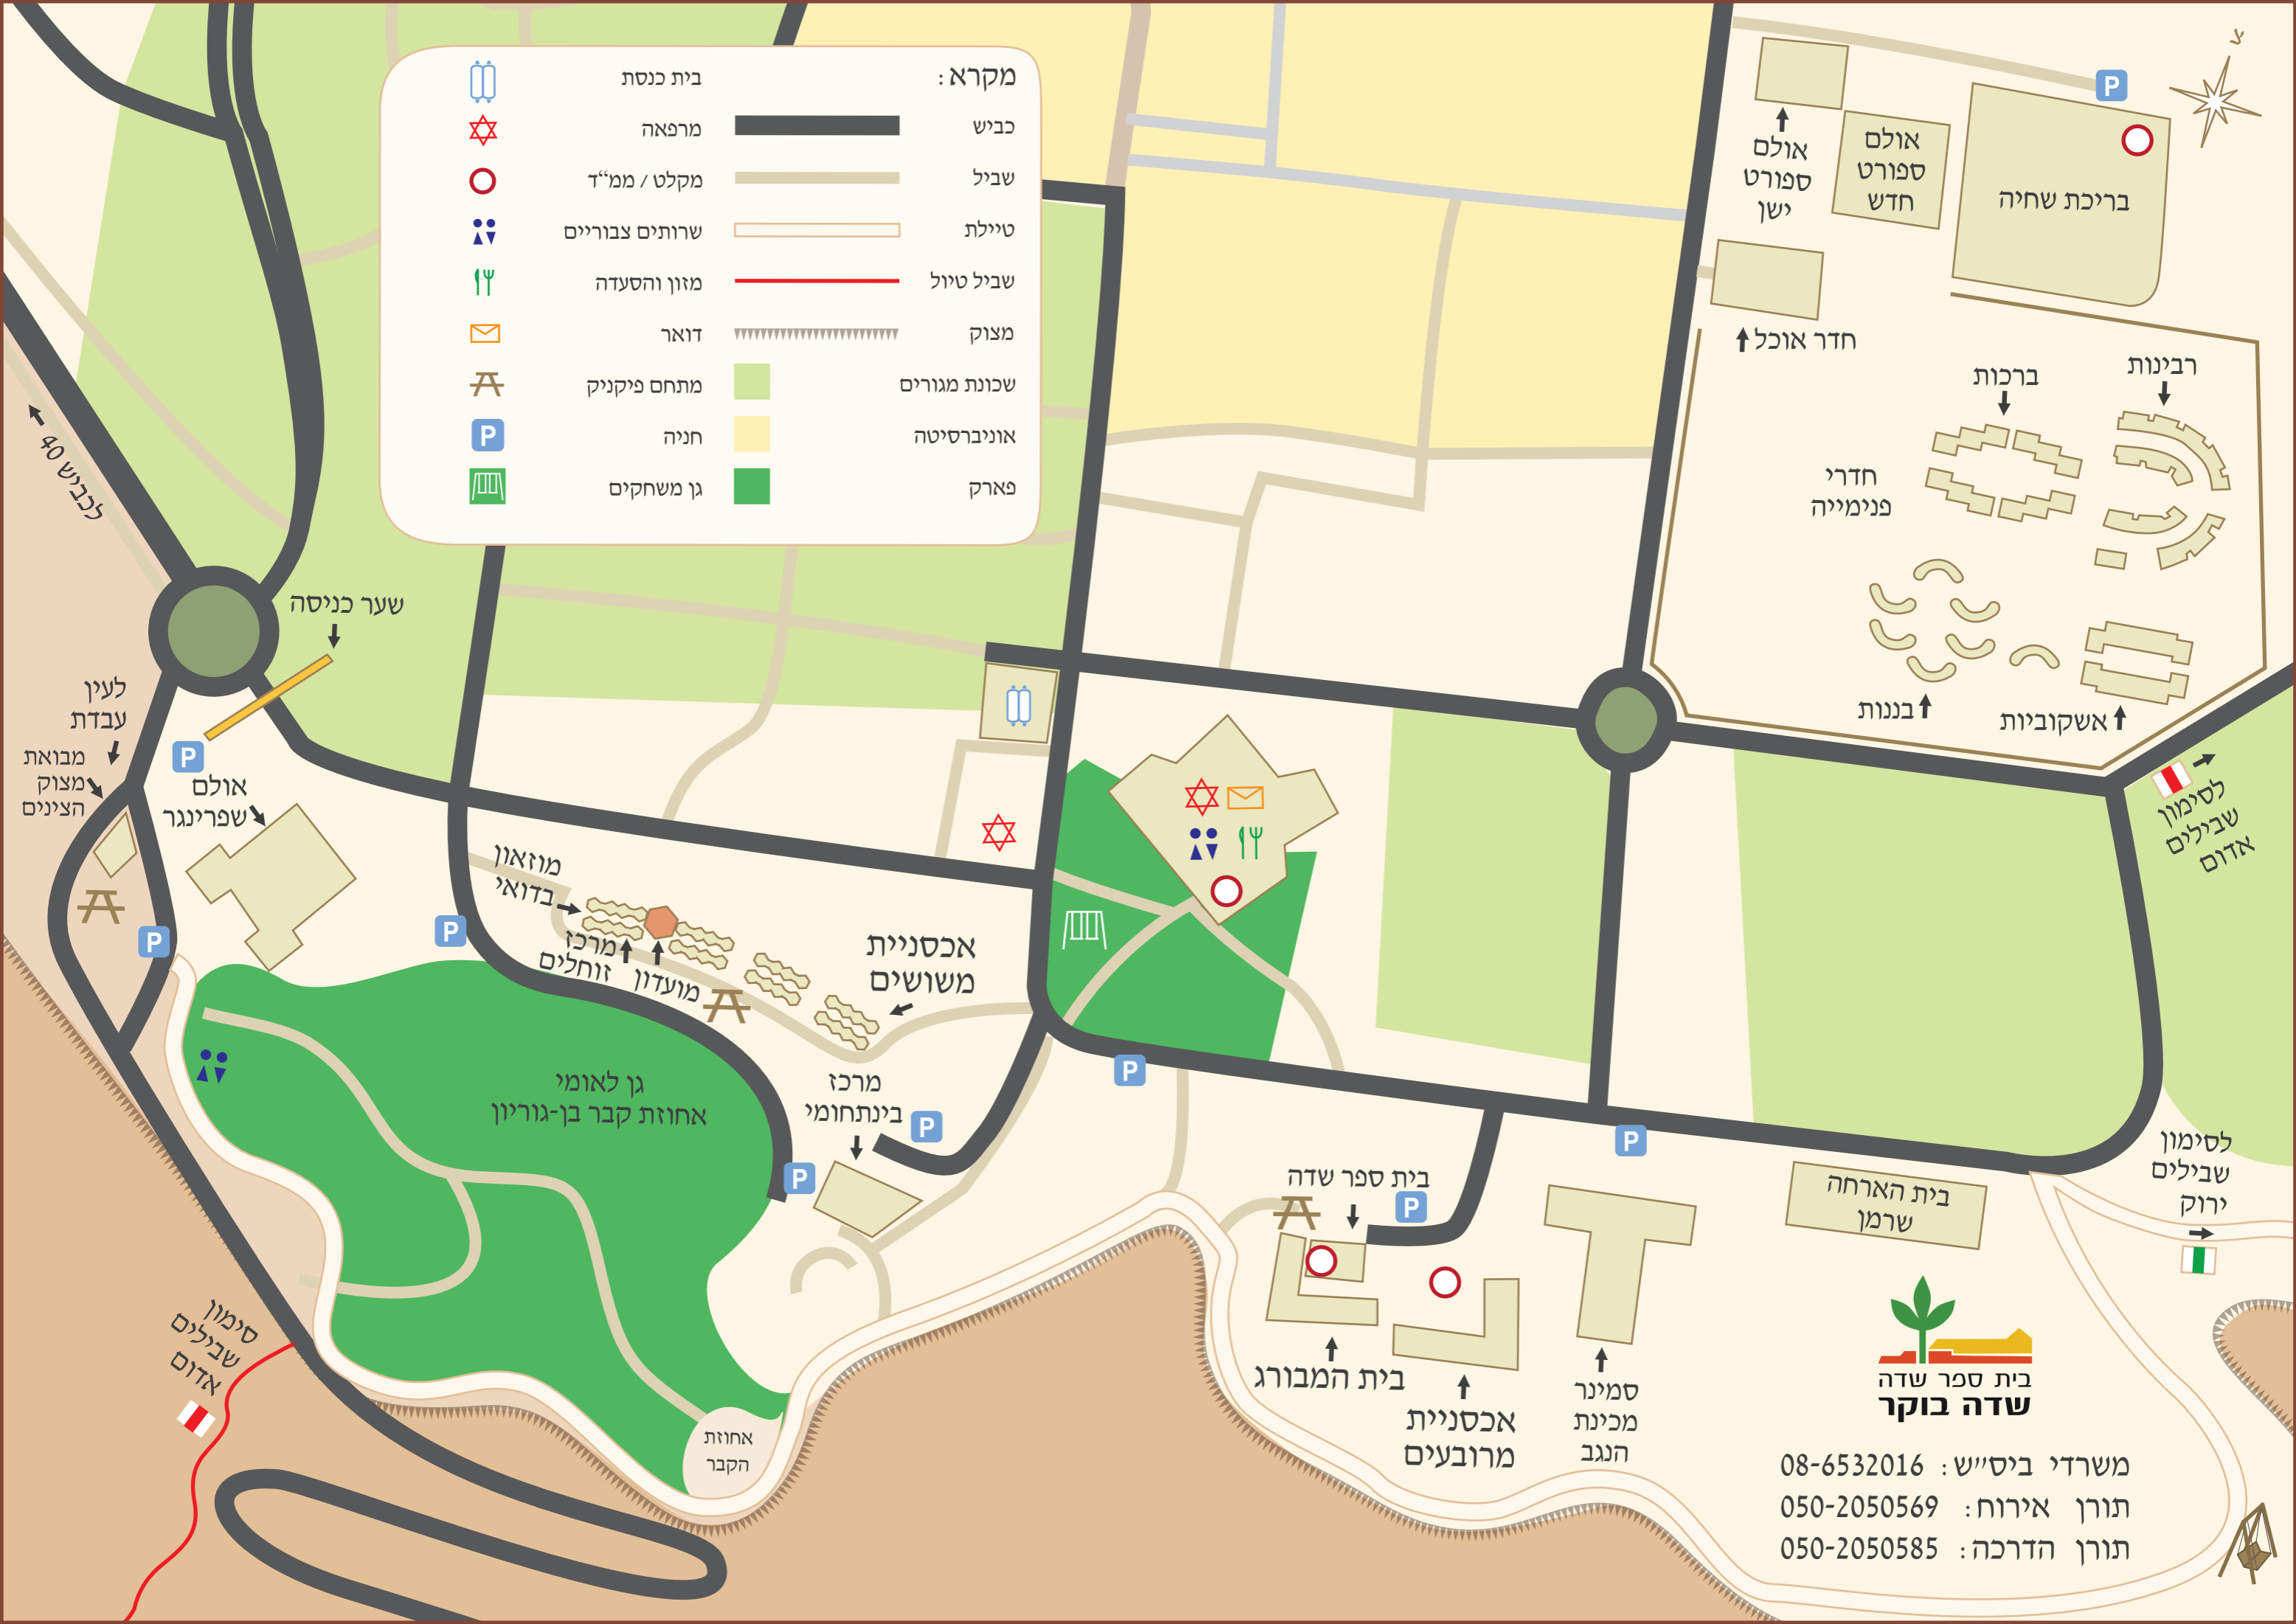 מקרא:
כביש
שביל
טיילת
שביל טיול
מצוק
שכונת מגורים
אוניברסיטה
פארק
בית כנסת
מרפאה
מקלט / ממ“ד
שרותים צבוריים
מזון והסעדה
דואר
מתחם פיקניק
חניה
P
גן משחקים
צ
P
אולם
ספורט
ישן
אולם
ספורט
חדש
בריכת שחיה
חדר אוכל
ברכות
רבינות
חדרי
פנימייה
בננות
אשקוביות
לסימון
שבילים
אדום
לכביש 40
שער כניסה
לעין
עבדת
מבואת
מצוק
הצינים
P
אולם
שפרינגר
P
P
מוזאון
בדואי
מרכז
זוחלים
מועדון
אכסניית
משושים
גן לאומי
אחוזת קבר בן-גוריון
מרכז
בינתחומי
P
P
P
P
בית ספר שדה
P
בית הארחה
שרמן
לסימון
שבילים
ירוק
סימון
שבילים
אדום
אחוזת
הקבר
בית המבורג
אכסניית
מרובעים
סמינר
מכינת
הנגב
בית ספר שדה
שדה בוקר
משרדי ביס״ש: 08-6532016
תורן אירוח: 050-2050569
תורן הדרכה: 050-2050585